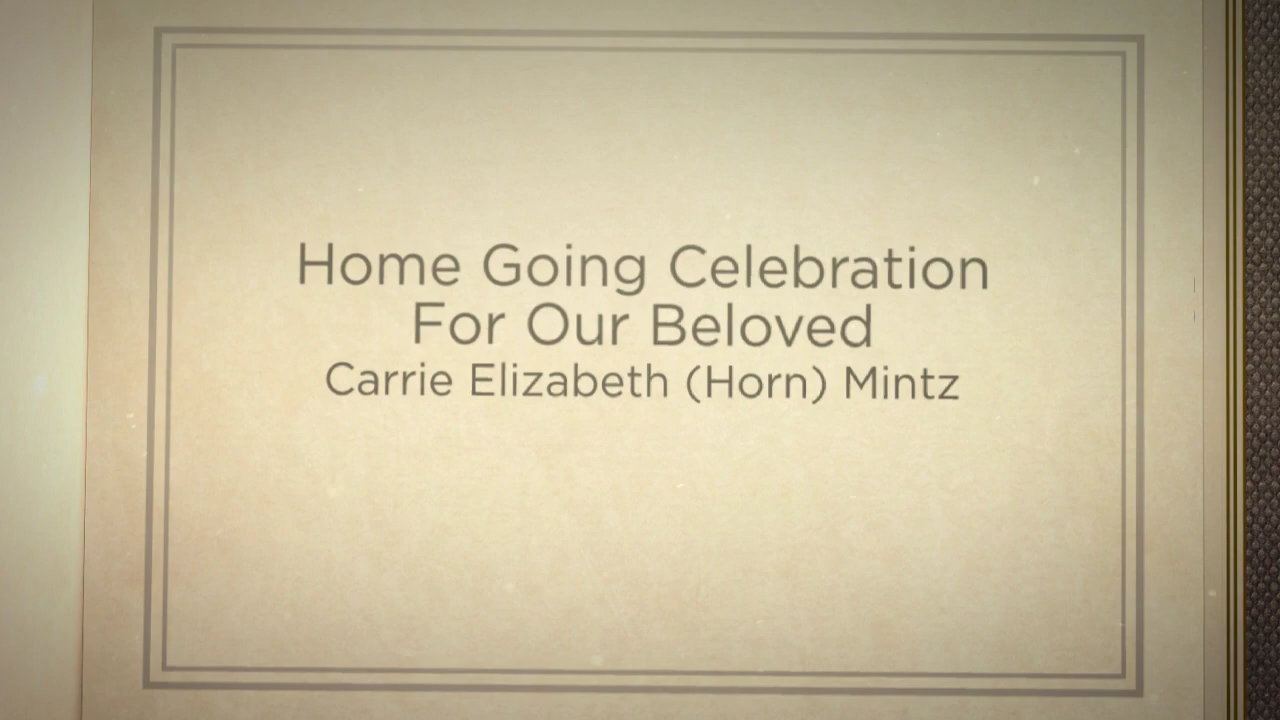 Home Going Celebration
For Our Beloved
Carrie Elizabeth (Horn) Mintz